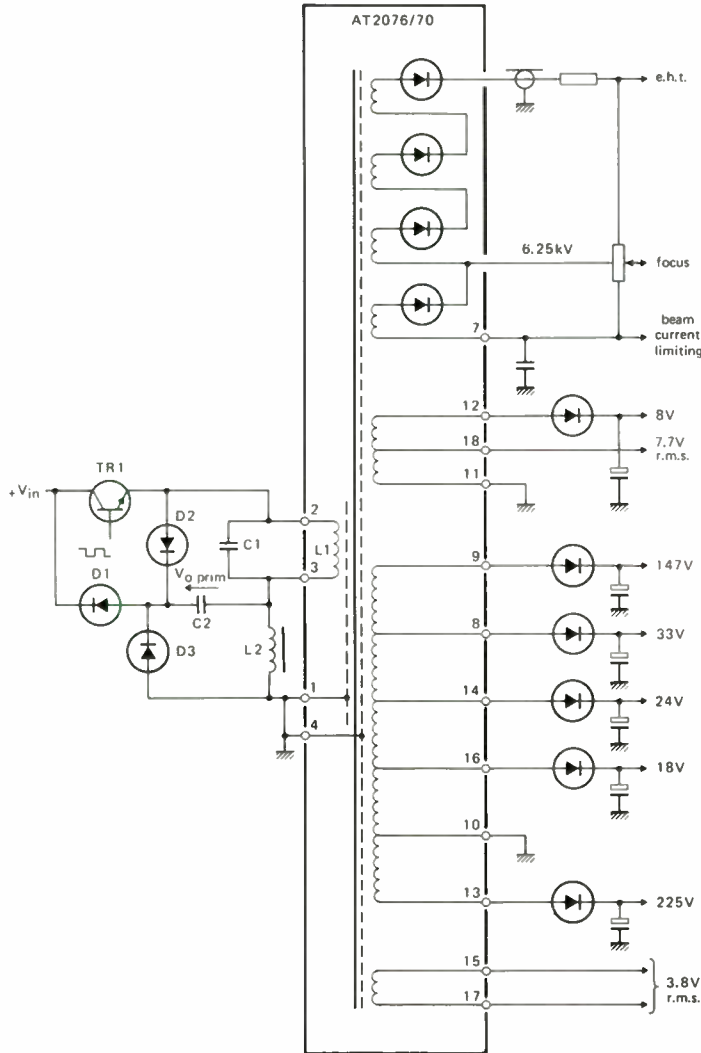 AT2076/70
e.h.t.
6.25kV
focus
7
beam
current
limiting
12
8V
18
7.7V
r.m.s.
11
TR1
+Vin
D2
2
C1
L1
Vo prim
3
D1
C2
D3
L2
1
4
9
147V
8
33V
14
24V
16
18V
10
13
225V
15
3.8V
r.m.s.
17